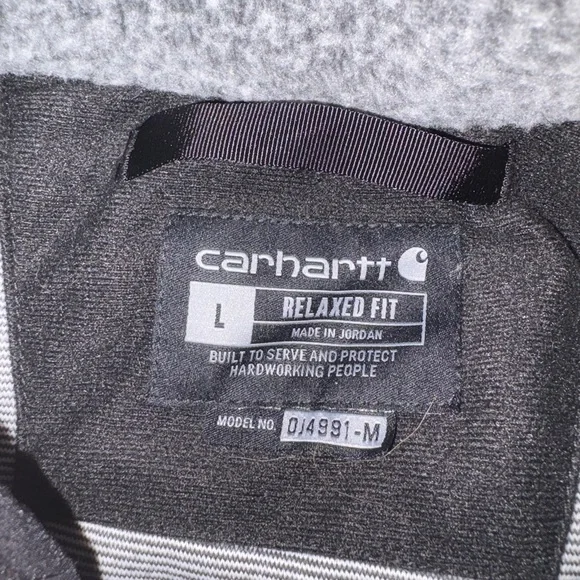 carhartt
L
RELAXED FIT
MADE IN JORDAN
BUILT TO SERVE AND PROTECT
HARDWORKING PEOPLE
MODEL NO. OJ4991-M